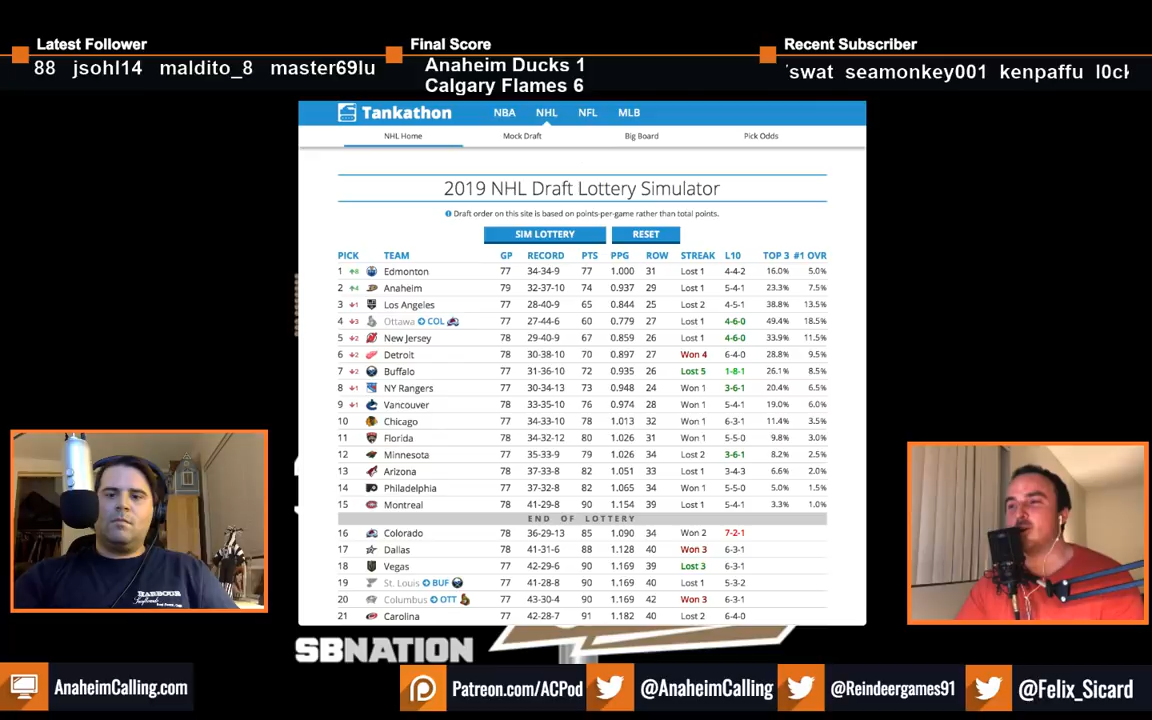 Latest Follower
88 jsohl14 maldito_8 master69lu
Final Score
Anaheim Ducks 1
Calgary Flames 6
Recent Subscriber
swat seamonkey001 kenpaffu l0ck
Tankathon NBA NHL NFL MLB
NHL Home Mock Draft Big Board Pick Odds
2019 NHL Draft Lottery Simulator
Draft order on this site is based on points-per-game rather than total points.
SIM LOTTERY RESET
PICK TEAM GP RECORD PTS PPG ROW STREAK L10 TOP 3 #1 OVR
1 8 Edmonton 77 34-34-9 77 1.000 31 Lost 1 4-4-2 16.0% 5.0%
2 4 Anaheim 79 32-37-10 74 0.937 29 Lost 1 5-4-1 23.3% 7.5%
3 1 Los Angeles 77 28-40-9 65 0.844 25 Lost 2 4-5-1 38.8% 13.5%
4 3 Ottawa COL 77 27-44-6 60 0.779 27 Lost 1 4-6-0 49.4% 18.5%
5 2 New Jersey 78 29-40-9 67 0.859 26 Lost 1 4-6-0 33.9% 11.5%
6 2 Detroit 78 30-38-10 70 0.897 27 Won 4 6-4-0 28.8% 9.5%
7 2 Buffalo 77 31-36-10 72 0.935 26 Lost 5 1-8-1 26.1% 8.5%
8 1 NY Rangers 77 30-34-13 73 0.948 24 Won 1 3-6-1 20.4% 6.5%
9 1 Vancouver 78 33-35-10 76 0.974 28 Won 1 5-4-1 19.0% 6.0%
10 Chicago 77 34-33-10 78 1.013 32 Won 1 6-3-1 11.4% 3.5%
11 Florida 78 34-32-12 80 1.026 31 Won 1 5-5-0 9.8% 3.0%
12 Minnesota 77 35-33-9 79 1.026 34 Lost 2 3-6-1 8.2% 2.5%
13 Arizona 78 37-33-8 82 1.051 33 Lost 1 3-4-3 6.6% 2.0%
14 Philadelphia 77 37-32-8 82 1.065 34 Won 1 5-5-0 5.0% 1.5%
15 Montreal 78 41-29-8 90 1.154 39 Lost 1 5-4-1 3.3% 1.0%
END OF LOTTERY
16 Colorado 78 36-29-13 85 1.090 34 Won 2 7-2-1
17 Dallas 78 41-31-6 88 1.128 40 Won 3 6-3-1
18 Vegas 77 42-29-6 90 1.169 39 Lost 3 6-3-1
19 St. Louis BUF 77 41-28-8 90 1.169 40 Lost 1 5-3-2
20 Columbus OTT 77 43-30-4 90 1.169 42 Won 3 6-3-1
21 Carolina 77 42-28-7 91 1.182 40 Lost 2 6-4-0
SBNATION
AnaheimCalling.com Patreon.com/ACPod @AnaheimCalling @Reindeergames91 @Felix_Sicard